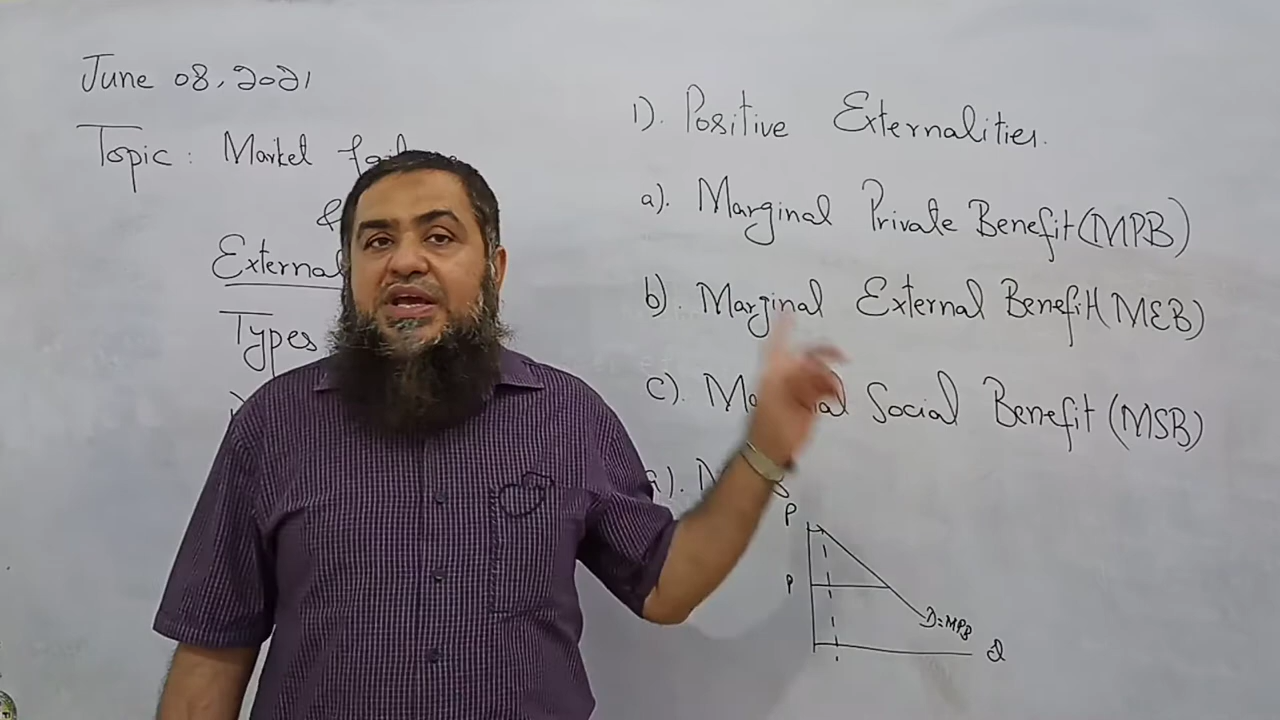 June 08, 2021
Topic: Market
&
External
Types
1). Positive Externalities.
a). Marginal Private Benefit (MPB)
b). Marginal External Benefit (MEB)
c). Social Benefit (MSB)
a).
P
P
D=MPB
Q